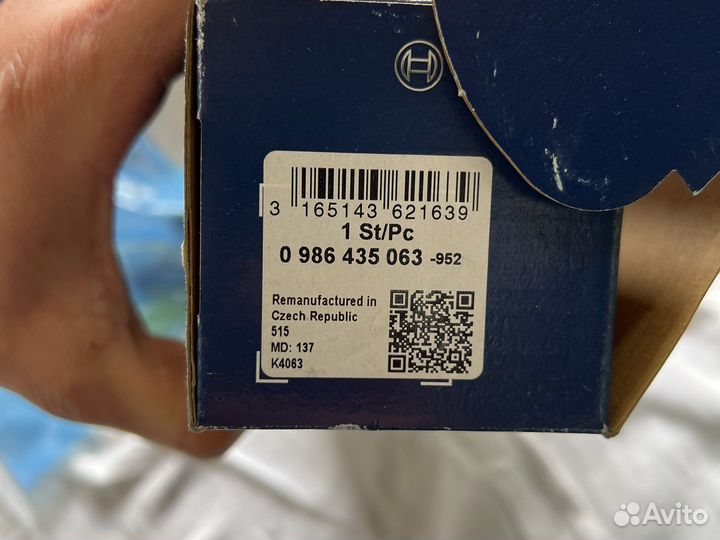 3 165143 621639
1 St/Pc
0 986 435 063 -952
Remanufactured in
Czech Republic
515
MD: 137
K4063
Avito